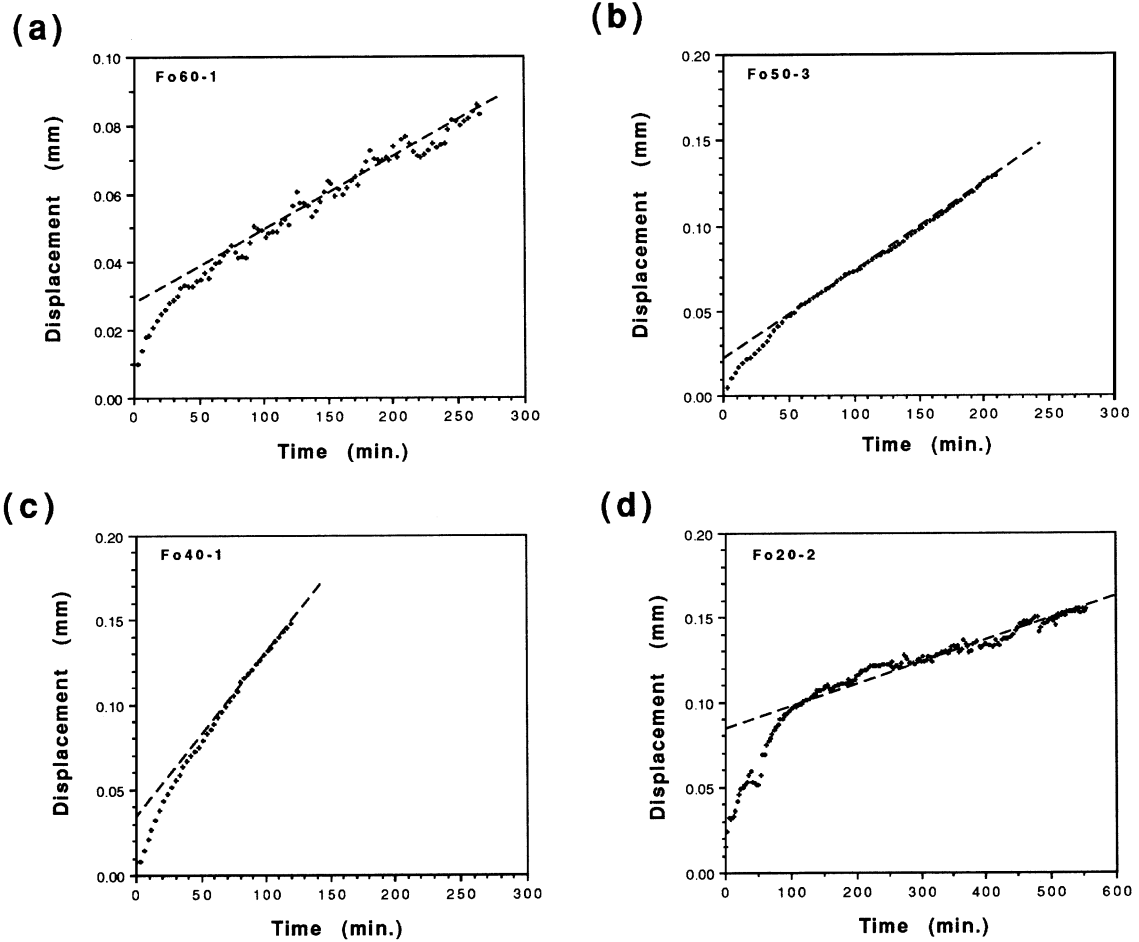 (a)
Fo60-1
0.10
0.08
0.06
0.04
0.02
0.00
Displacement (mm)
0 50 100 150 200 250 300
Time (min.)
(b)
Fo50-3
0.20
0.15
0.10
0.05
0.00
Displacement (mm)
0 50 100 150 200 250 300
Time (min.)
(c)
Fo40-1
0.20
0.15
0.10
0.05
0.00
Displacement (mm)
0 50 100 150 200 250 300
Time (min.)
(d)
Fo20-2
0.20
0.15
0.10
0.05
0.00
Displacement (mm)
0 100 200 300 400 500 600
Time (min.)